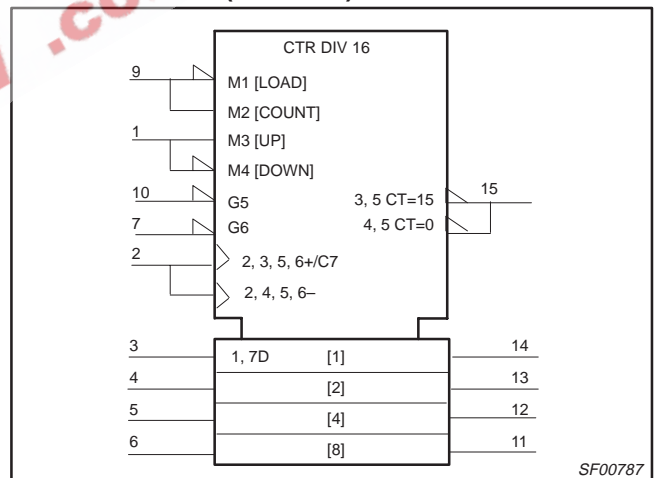 .com
CTR DIV 16
9
M1 [LOAD]
M2 [COUNT]
1
M3 [UP]
M4 [DOWN]
10
G5
3, 5 CT=15
15
7
G6
4, 5 CT=0
2
2, 3, 5, 6+/C7
2, 4, 5, 6–
3
1, 7D
[1]
14
4
[2]
13
5
[4]
12
6
[8]
11
SF00787